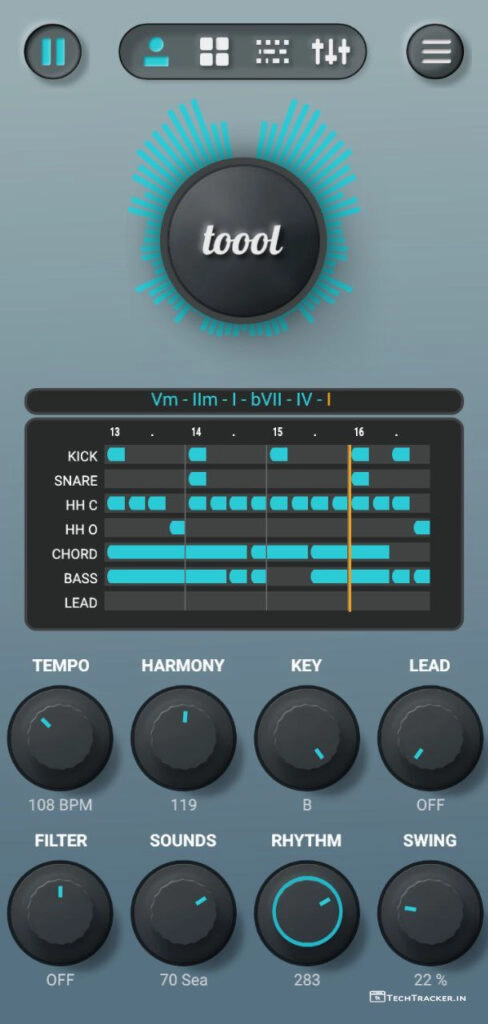 toool
Vm - IIm - I - bVII - IV - I
13 . 14 . 15 . 16 .
KICK
SNARE
HH C
HH O
CHORD
BASS
LEAD
TEMPO HARMONY KEY LEAD
108 BPM 119 B OFF
FILTER SOUNDS RHYTHM SWING
OFF 70 Sea 283 22 %
TECHTRACKER.IN